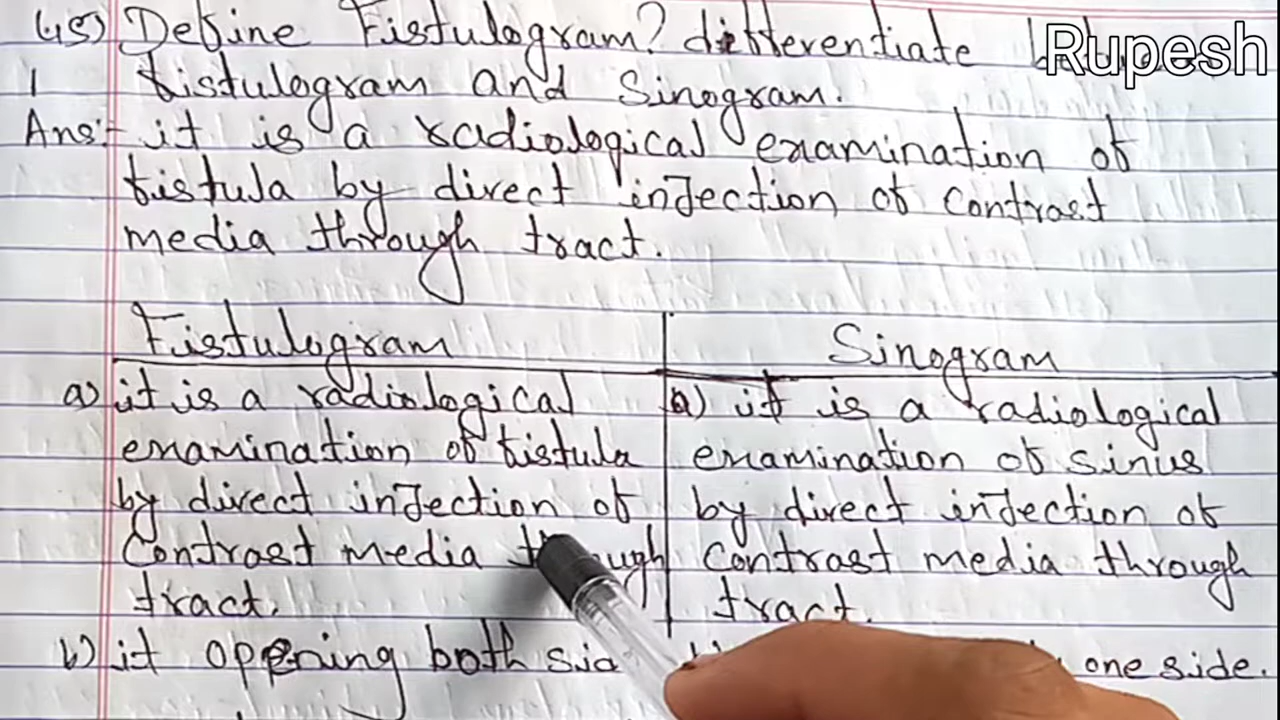 45) Define Fistulogram? differentiate
Rupesh
1 fistulogram and Sinogram.
Ans:- it is a radiological examination of
fistula by direct injection of contrast
media through tract.
Fistulogram
Sinogram
a) it is a radiological
examination of fistula
by direct injection of
Contrast media through
tract.
b) it opening both
a) it is a radiological
examination of sinus
by direct injection of
Contrast media through
tract.
one side.